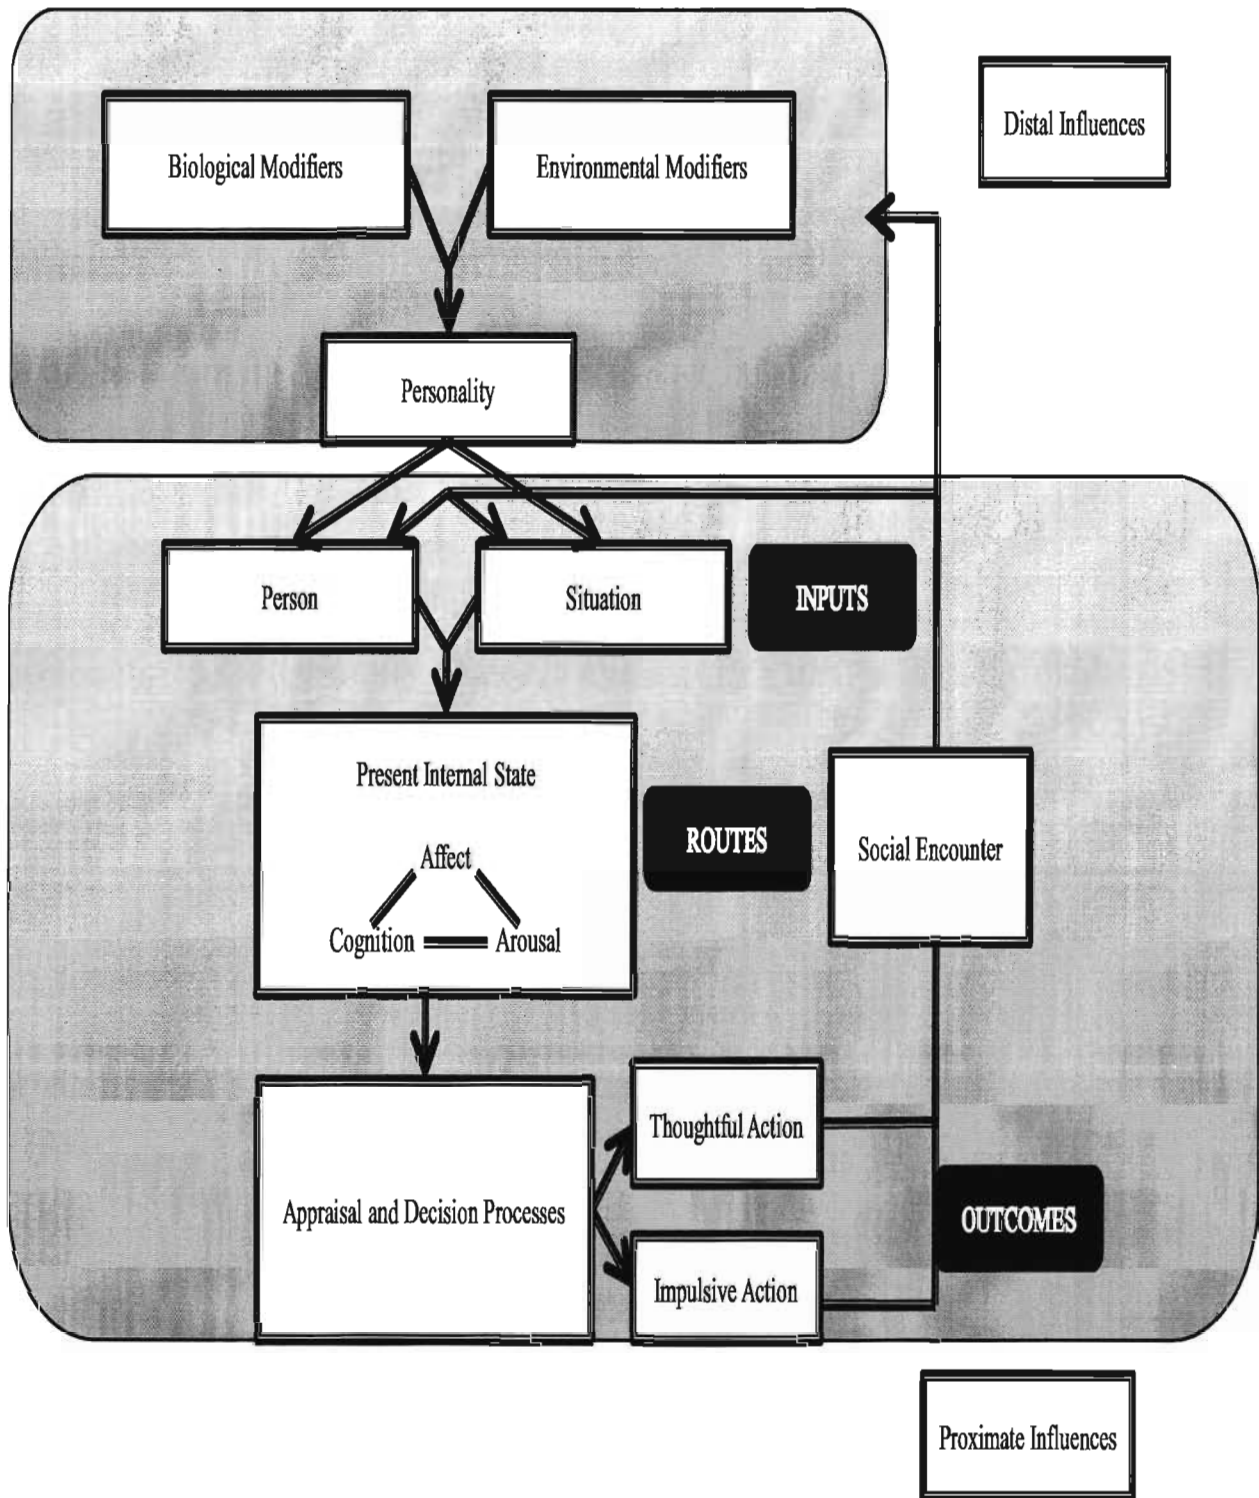 Distal Influences
Biological Modifiers
Environmental Modifiers
Personality
Person
Situation
INPUTS
Present Internal State
Affect
Cognition
Arousal
ROUTES
Social Encounter
Appraisal and Decision Processes
Thoughtful Action
Impulsive Action
OUTCOMES
Proximate Influences